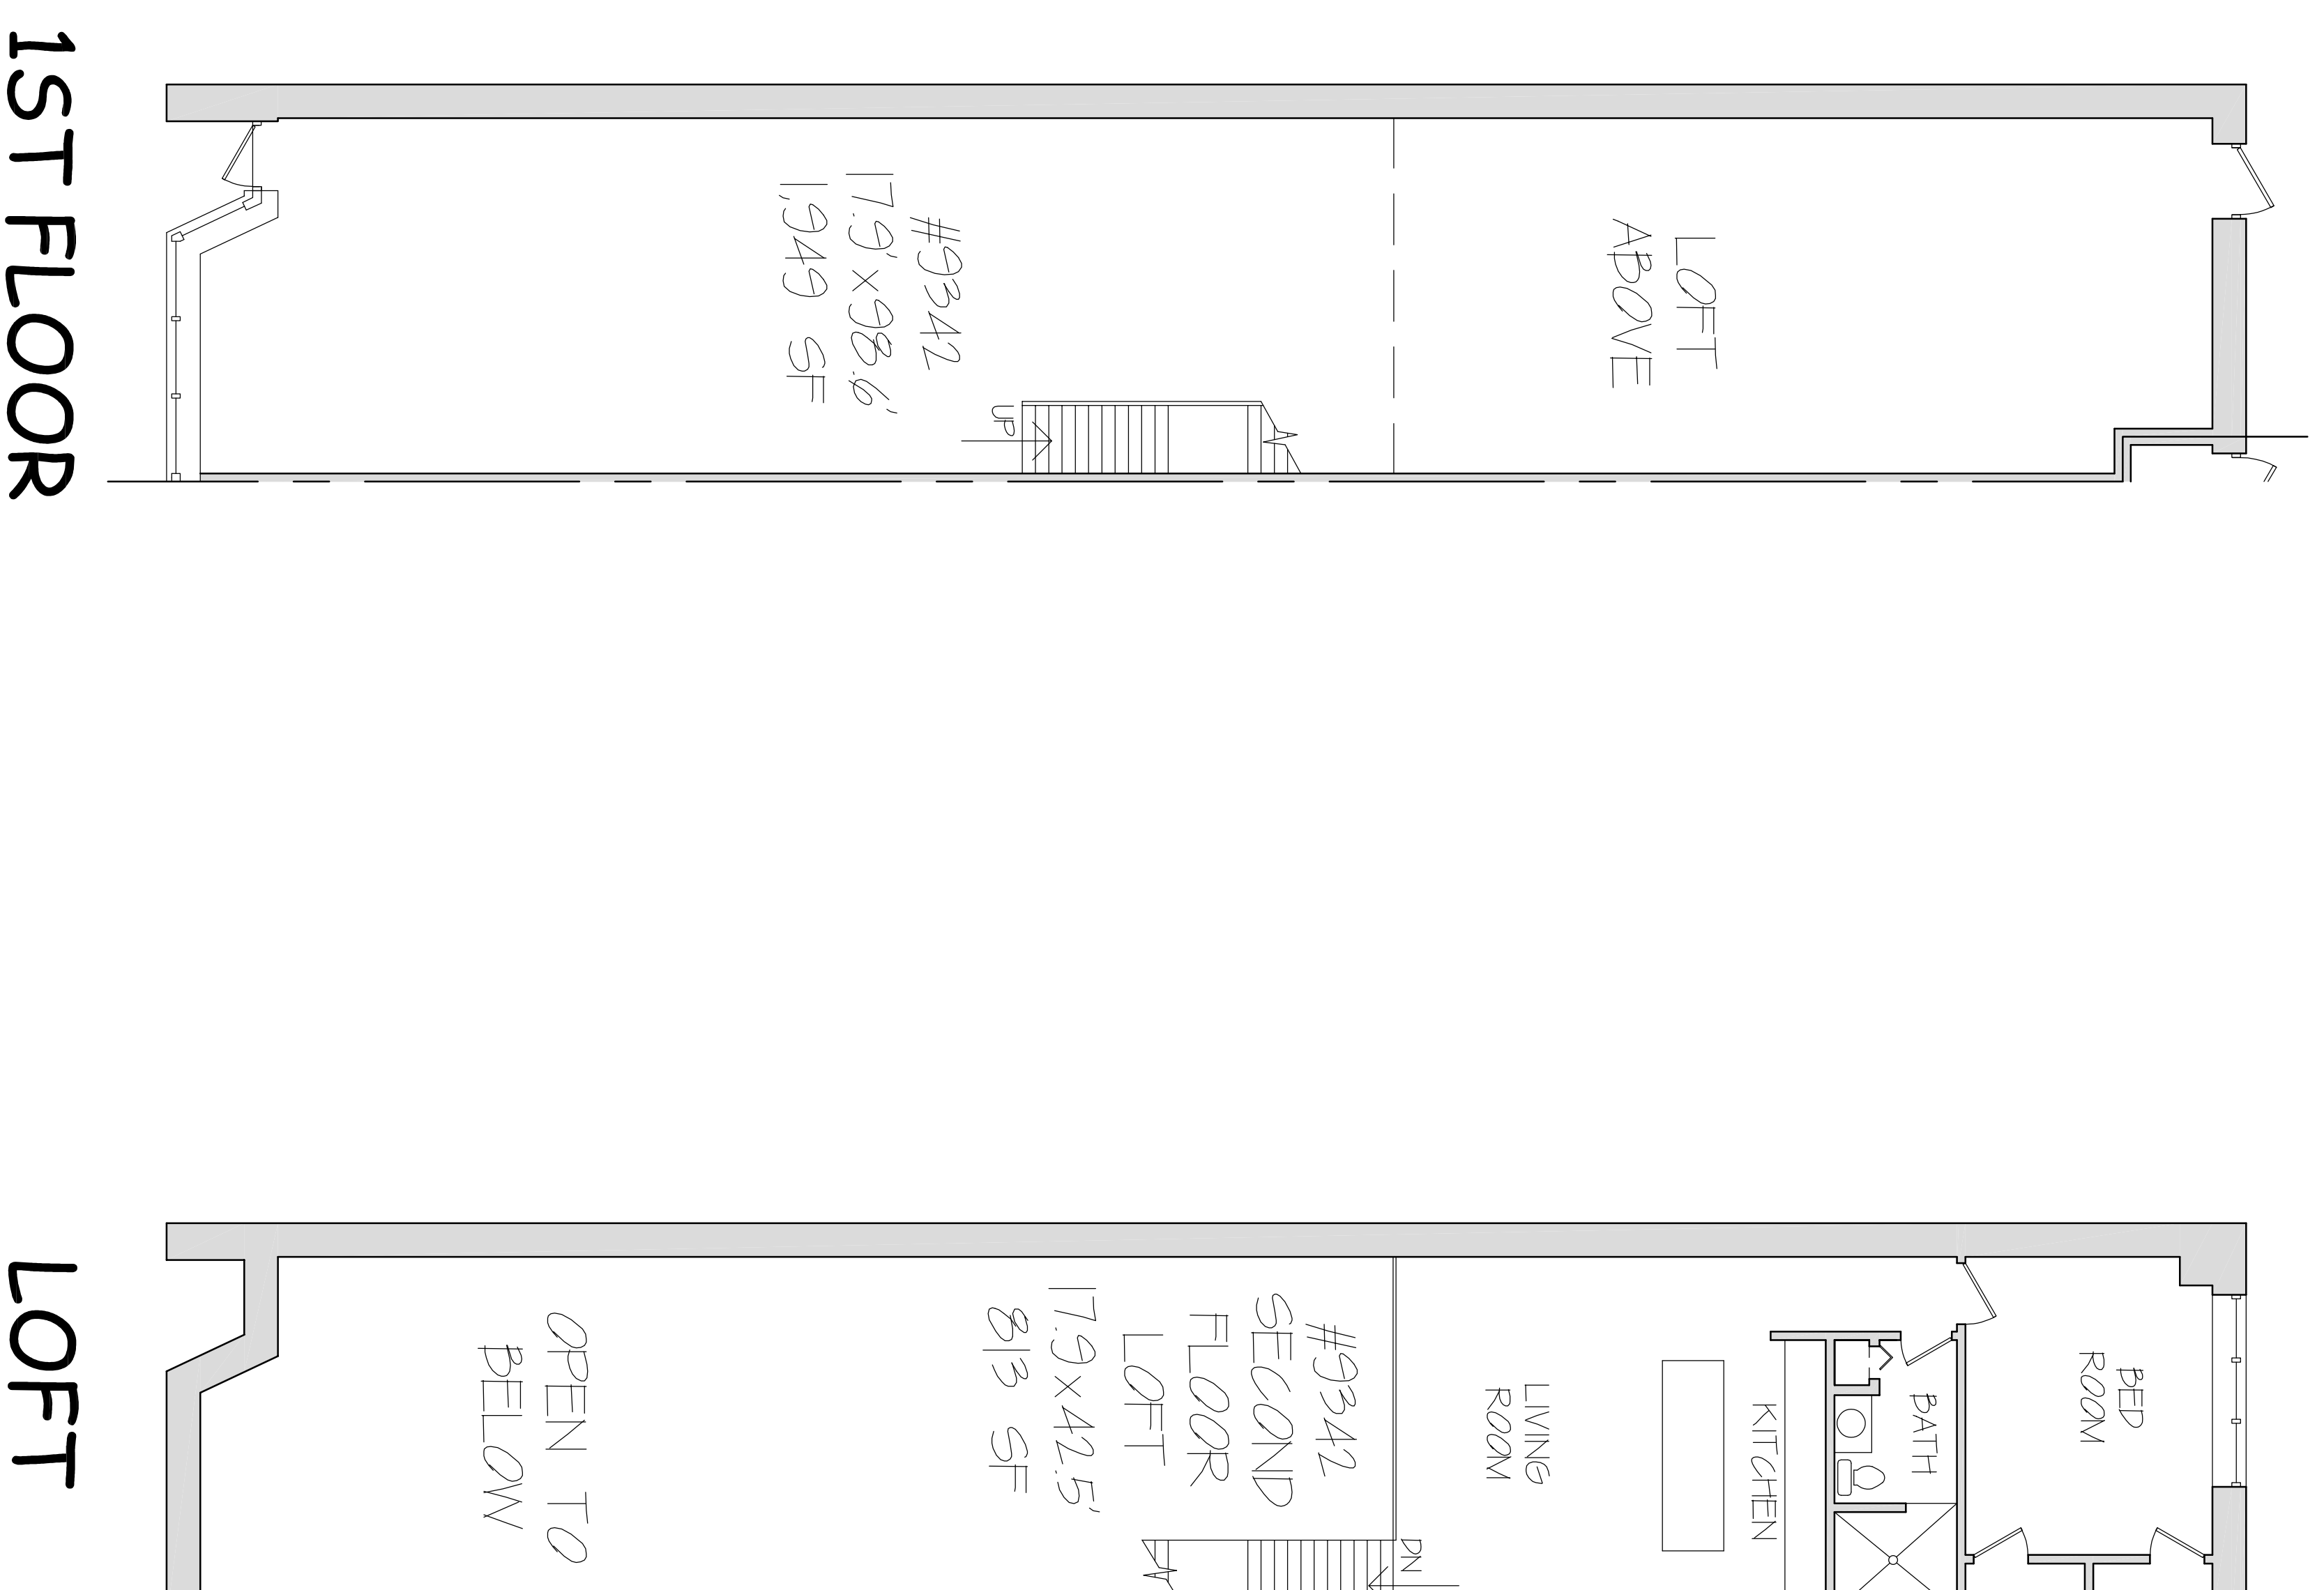 1ST FLOOR
#9342
17.9' x 98.6'
1,949 SF
LOFT
ABOVE
UP
LOFT
OPEN TO
BELOW
#9342
SECOND
FLOOR
LOFT
17.9 x 42.5'
813 SF
LIVING
ROOM
DN
KITCHEN
BATH
BED
ROOM